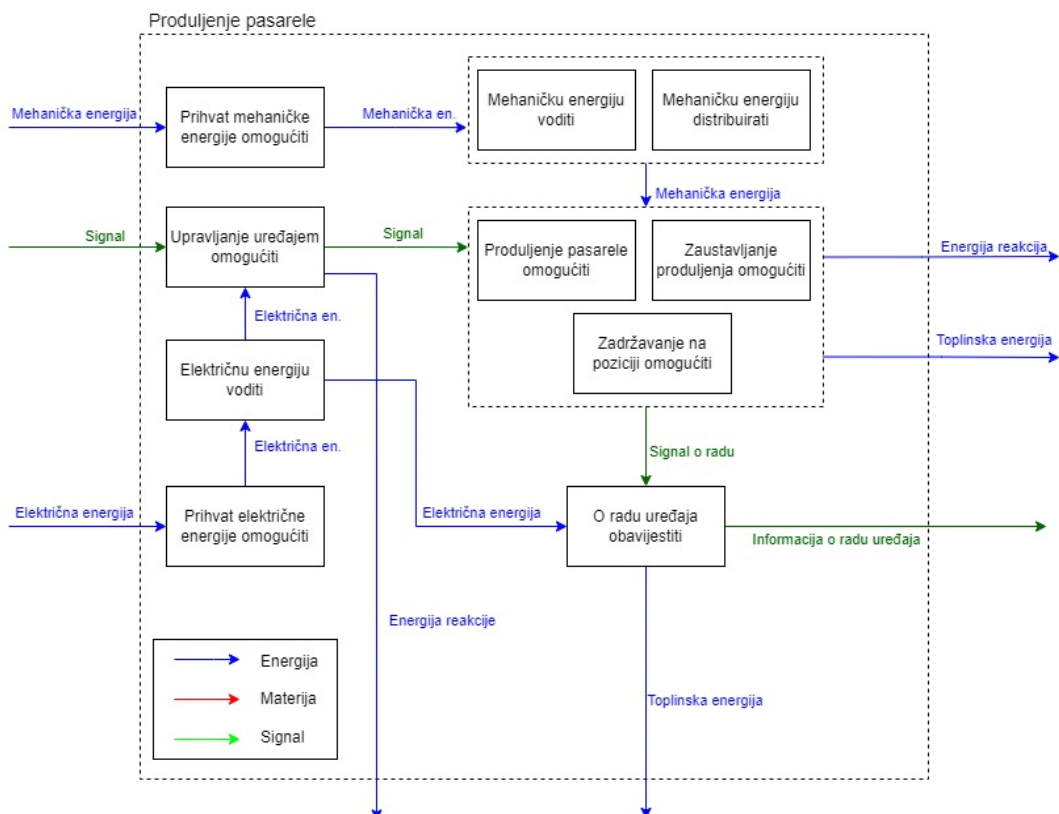 Produljenje pasarele
Mehanička energija
Prihvat mehaničke
energije omogućiti
Mehanička en.
Mehaničku energiju
voditi
Mehaničku energiju
distribuirati
Mehanička energija
Signal
Upravljanje uređajem
omogućiti
Signal
Produljenje pasarele
omogućiti
Zaustavljanje
produljenja omogućiti
Energija reakcija
Zadržavanje na
poziciji omogućiti
Toplinska energija
Električna en.
Električnu energiju
voditi
Električna en.
Signal o radu
Električna energija
Prihvat električne
energije omogućiti
Električna energija
O radu uređaja
obavijestiti
Informacija o radu uređaja
Energija reakcije
Toplinska energija
Energija
Materija
Signal